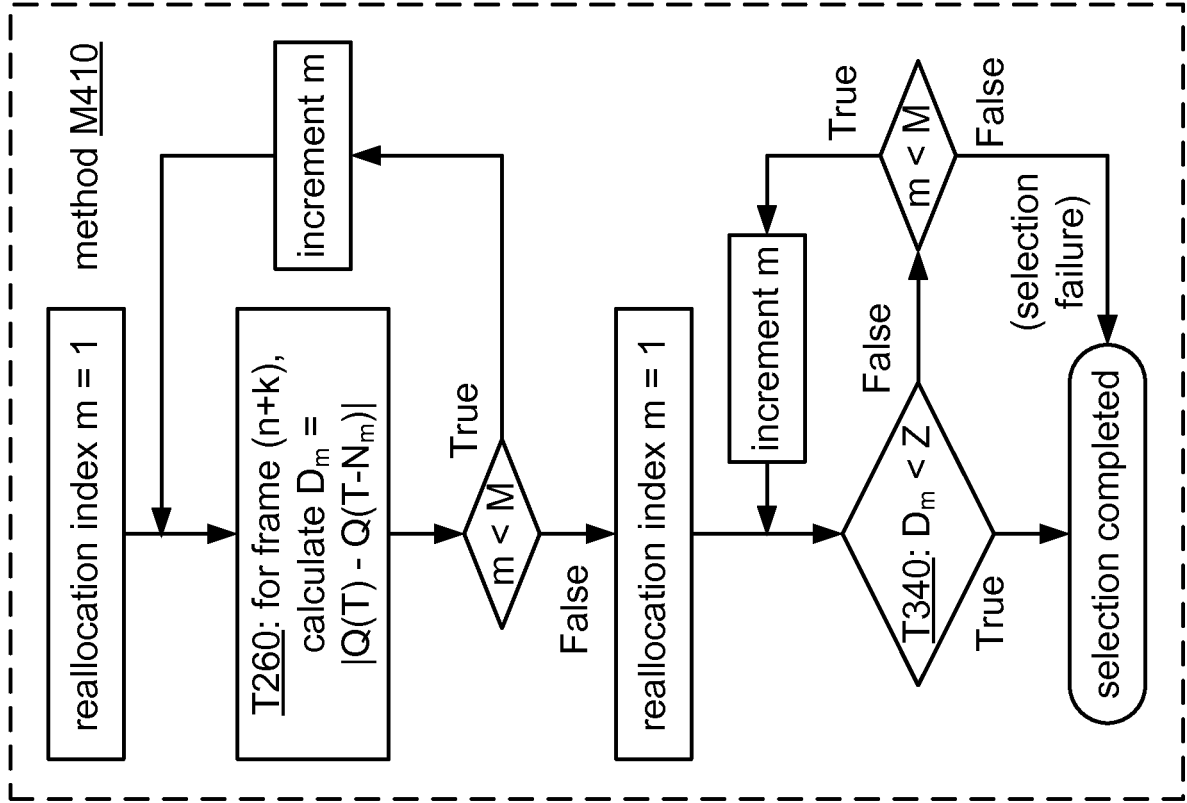 method M410
reallocation index m = 1
increment m
T260: for frame (n+k),
calculate Dm =
|Q(T) - Q(T-Nm)|
m < M
True
False
reallocation index m = 1
increment m
T340: Dm < Z
False
m < M
True
False
(selection
failure)
True
selection completed